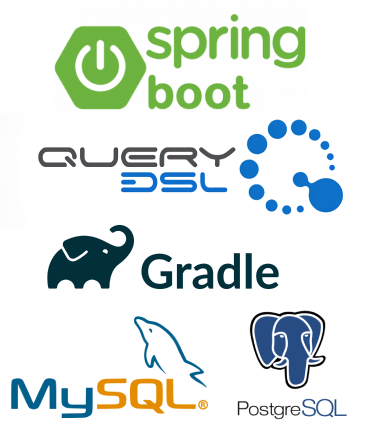 spring
boot
QUERY
DSL
Gradle
MySQL®
PostgreSQL